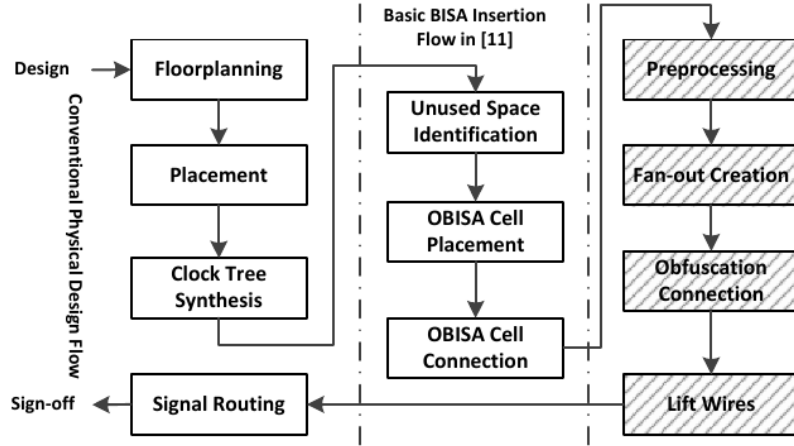 Design
Conventional Physical Design Flow
Floorplanning
Placement
Clock Tree
Synthesis
Basic BISA Insertion
Flow in [11]
Unused Space
Identification
OBISA Cell
Placement
OBISA Cell
Connection
Preprocessing
Fan-out Creation
Obfuscation
Connection
Lift Wires
Signal Routing
Sign-off